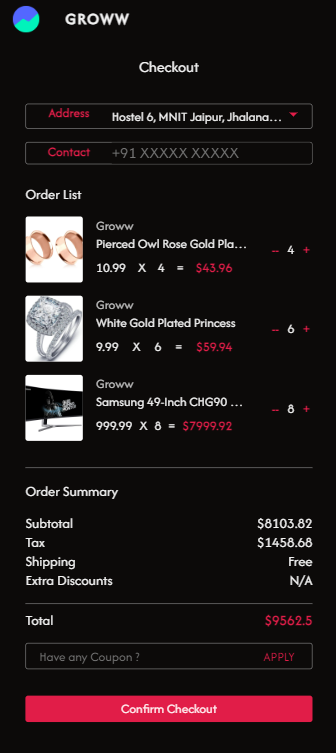 GROWW
Checkout
Address Hostel 6, MNIT Jaipur, Jhalana...
Contact +91 XXXXX XXXXX
Order List
Groww
Pierced Owl Rose Gold Pla...
10.99 X 4 = $43.96
− 4 +
Groww
White Gold Plated Princess
9.99 X 6 = $59.94
− 6 +
Groww
Samsung 49-Inch CHG90 ...
999.99 X 8 = $7999.92
− 8 +
Order Summary
Subtotal $8103.82
Tax $1458.68
Shipping Free
Extra Discounts N/A
Total $9562.5
Have any Coupon ? APPLY
Confirm Checkout